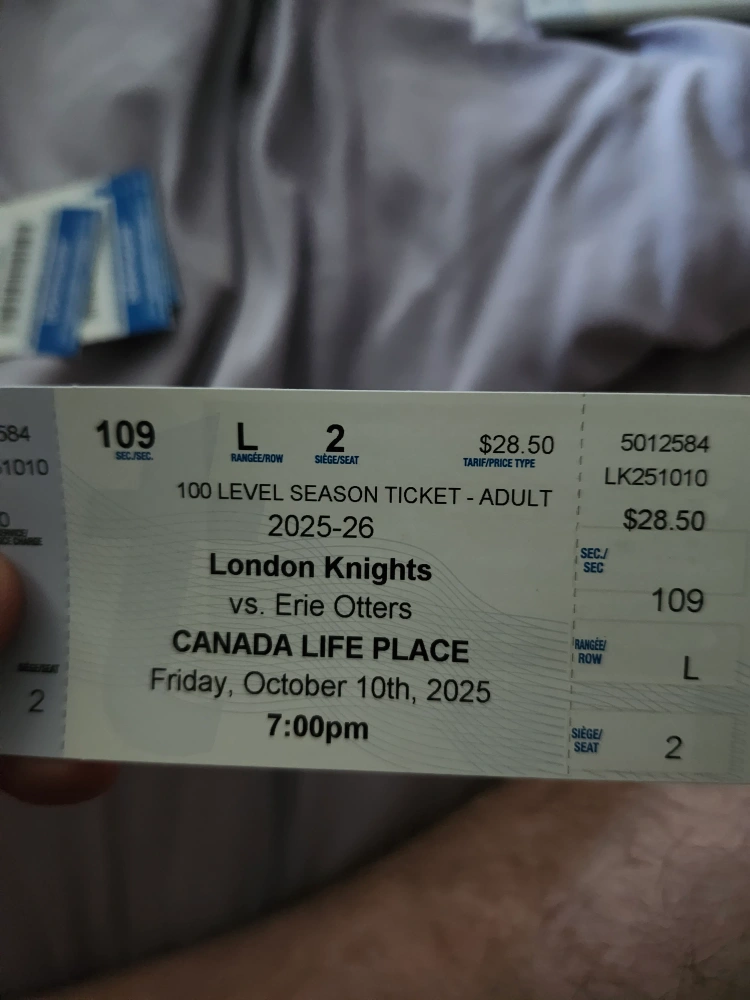 584
51010
0
2
109 L 2 $28.50
SEC./SEC. RANGÉE/ROW SIÈGE/SEAT TARIF/PRICE TYPE
100 LEVEL SEASON TICKET - ADULT
2025-26
London Knights
vs. Erie Otters
CANADA LIFE PLACE
Friday, October 10th, 2025
7:00pm
5012584
LK251010
$28.50
SEC./
SEC
109
RANGÉE/
ROW
L
SIÈGE/
SEAT
2